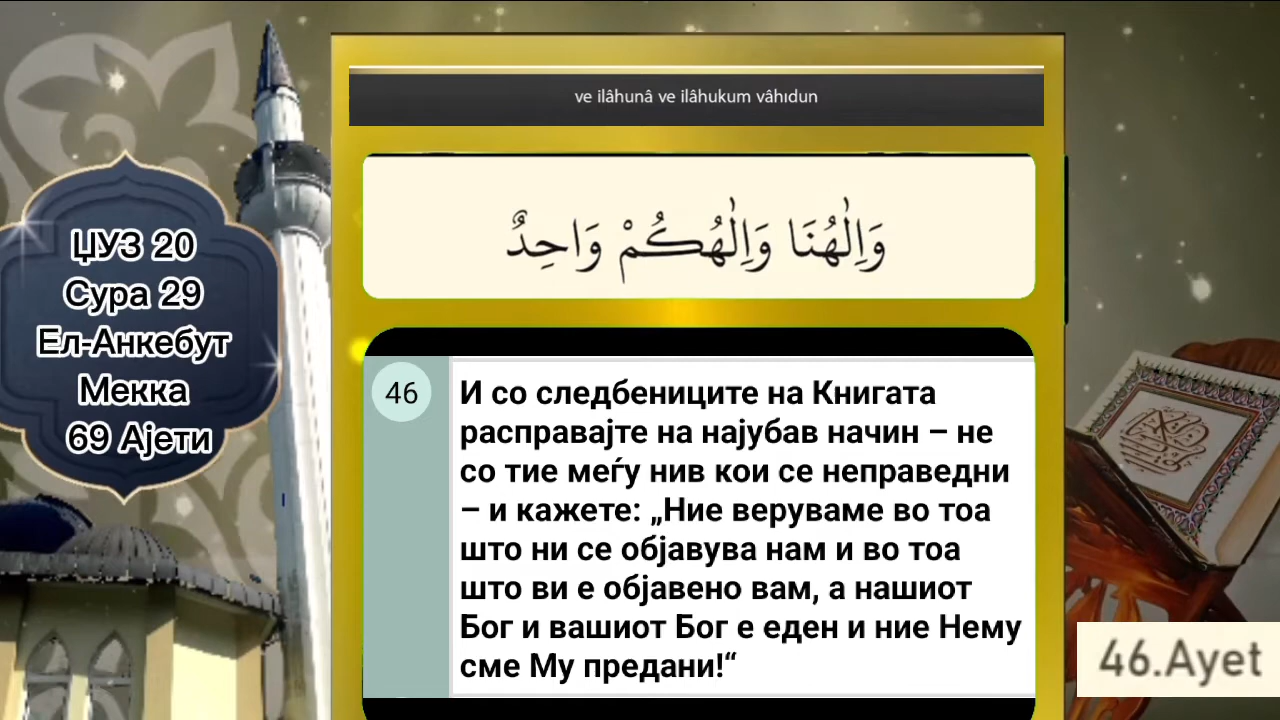 ve ilâhunâ ve ilâhukum vâhıdun
وَاِلٰهُنَا وَاِلٰهُكُمْ وَاحِدٌ
ЏУЗ 20
Сура 29
Ел-Анкебут
Мекка
69 Ајети
46
И со следбениците на Книгата
расправајте на најубав начин – не
со тие меѓу нив кои се неправедни
– и кажете: „Ние веруваме во тоа
што ни се објавува нам и во тоа
што ви е објавено вам, а нашиот
Бог и вашиот Бог е еден и ние Нему
сме Му предани!“
46.Ayet